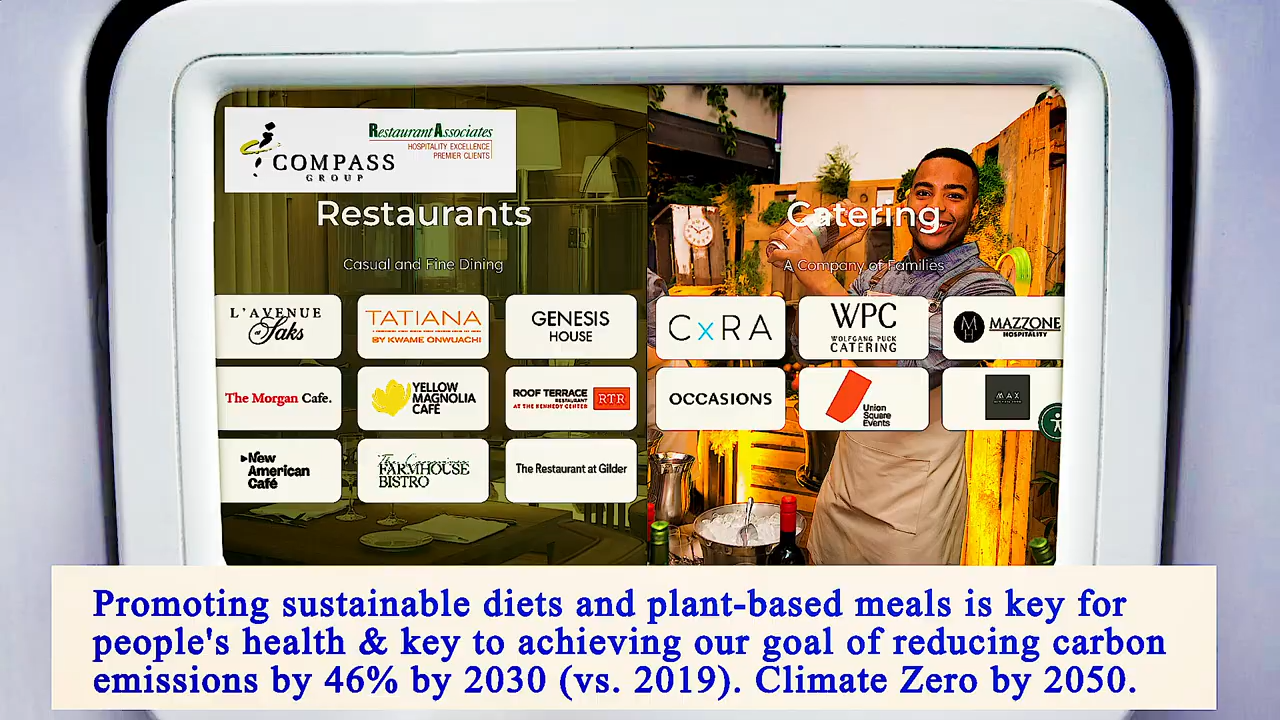 COMPASS
GROUP
RESTAURANT ASSOCIATES
HOSPITALITY EXCELLENCE
PREMIER CLIENTS
Restaurants
Casual and Fine Dining
L'AVENUE
Saks
TATIANA
BY KWAME ONWUACHI
GENESIS
HOUSE
The Morgan Cafe.
YELLOW
MAGNOLIA
CAFÉ
ROOF TERRACE
RESTAURANT
AT THE KENNEDY CENTER
RTR
New
American
Café
FARMHOUSE
BISTRO
The Restaurant at Gilder
Catering
A Company of Families
CxRA
WPC
WOLFGANG PUCK
CATERING
MH
MAZZONE
HOSPITALITY
OCCASIONS
Union
Square
Events
MAX
Promoting sustainable diets and plant-based meals is key for
people's health & key to achieving our goal of reducing carbon
emissions by 46% by 2030 (vs. 2019). Climate Zero by 2050.